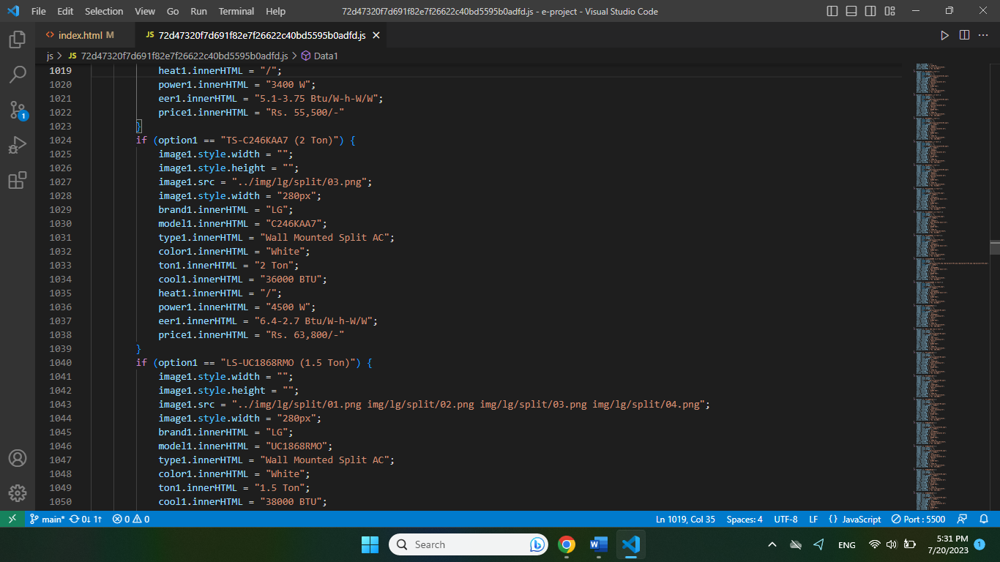 File Edit Selection View Go Run Terminal Help 72d47320f7d691f82e7f26622c40bd5595b0adfd.js - e-project - Visual Studio Code
index.html M JS 72d47320f7d691f82e7f26622c40bd5595b0adfd.js
js > JS 72d47320f7d691f82e7f26622c40bd5595b0adfd.js > Data1
1019 heat1.innerHTML = "/";
1020 power1.innerHTML = "3400 W";
1021 eer1.innerHTML = "5.1-3.75 Btu/W-h-W/W";
1022 price1.innerHTML = "Rs. 55,500/-"
1023 }
1024 if (option1 == "TS-C246KAA7 (2 Ton)") {
1025 image1.style.width = "";
1026 image1.style.height = "";
1027 image1.src = "../img/lg/split/03.png";
1028 image1.style.width = "280px";
1029 brand1.innerHTML = "LG";
1030 model1.innerHTML = "C246KAA7";
1031 type1.innerHTML = "Wall Mounted Split AC";
1032 color1.innerHTML = "White";
1033 ton1.innerHTML = "2 Ton";
1034 cool1.innerHTML = "36000 BTU";
1035 heat1.innerHTML = "/";
1036 power1.innerHTML = "4500 W";
1037 eer1.innerHTML = "6.4-2.7 Btu/W-h-W/W";
1038 price1.innerHTML = "Rs. 63,800/-"
1039 }
1040 if (option1 == "LS-UC1868RMO (1.5 Ton)") {
1041 image1.style.width = "";
1042 image1.style.height = "";
1043 image1.src = "../img/lg/split/01.png img/lg/split/02.png img/lg/split/03.png img/lg/split/04.png";
1044 image1.style.width = "280px";
1045 brand1.innerHTML = "LG";
1046 model1.innerHTML = "UC1868RMO";
1047 type1.innerHTML = "Wall Mounted Split AC";
1048 color1.innerHTML = "White";
1049 ton1.innerHTML = "1.5 Ton";
1050 cool1.innerHTML = "38000 BTU";
1
main* 0↓ 1↑ 0 0 Ln 1019, Col 35 Spaces: 4 UTF-8 LF {} JavaScript Port : 5500
Search ENG 5:31 PM
7/20/2023 1